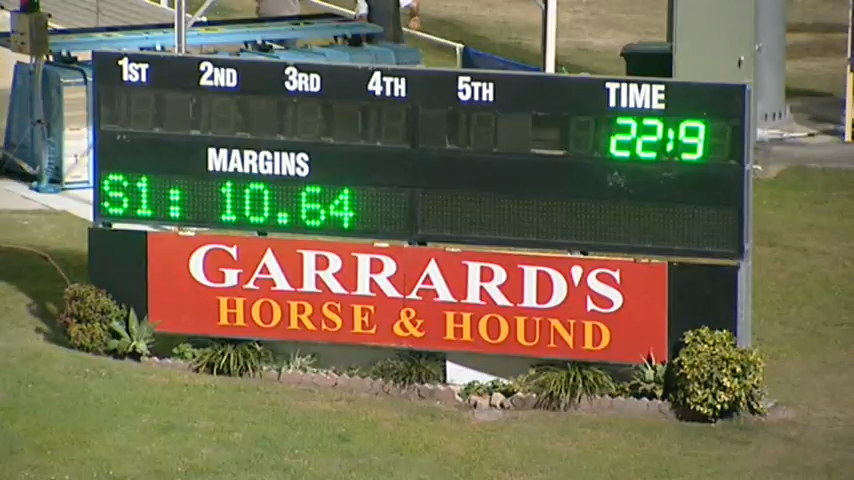 1ST 2ND 3RD 4TH 5TH TIME
22:9
MARGINS
S1: 10.64
GARRARD'S
HORSE & HOUND